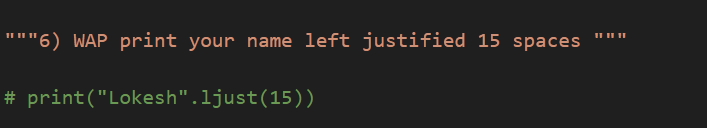 """6) WAP print your name left justified 15 spaces """
# print("Lokesh".ljust(15))